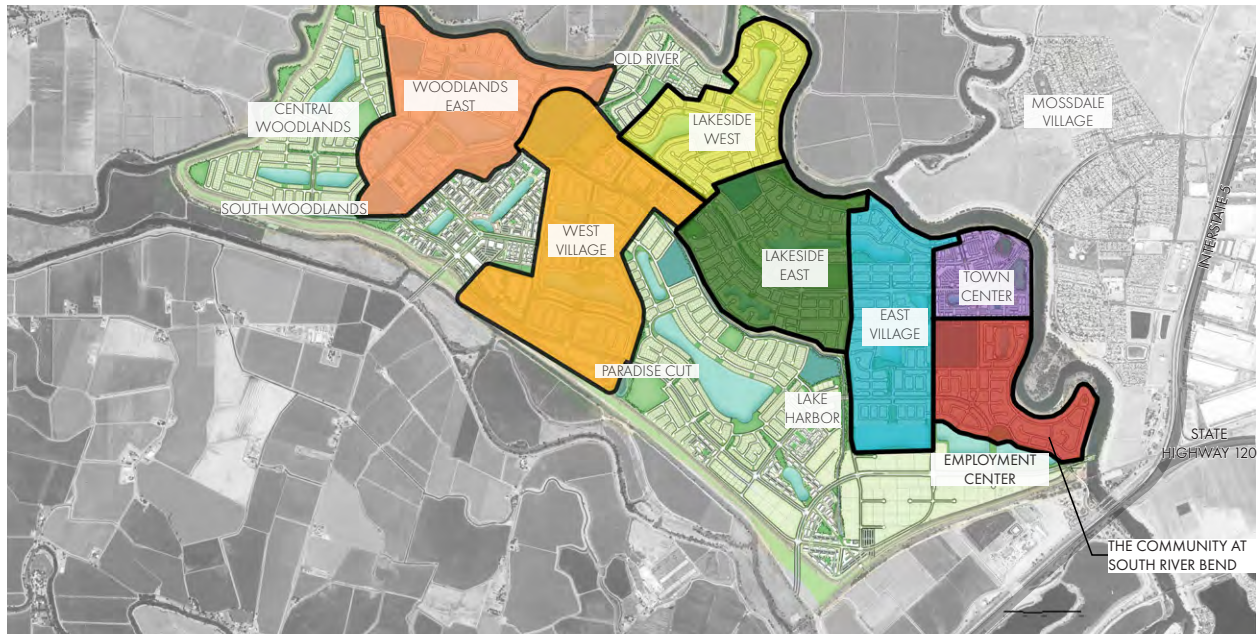 OLD RIVER
WOODLANDS
EAST
CENTRAL
WOODLANDS
LAKESIDE
WEST
MOSSDALE
VILLAGE
SOUTH WOODLANDS
INTERSTATE 5
WEST
VILLAGE
LAKESIDE
EAST
TOWN
CENTER
EAST
VILLAGE
PARADISE CUT
LAKE
HARBOR
STATE
HIGHWAY 120
EMPLOYMENT
CENTER
THE COMMUNITY AT
SOUTH RIVER BEND